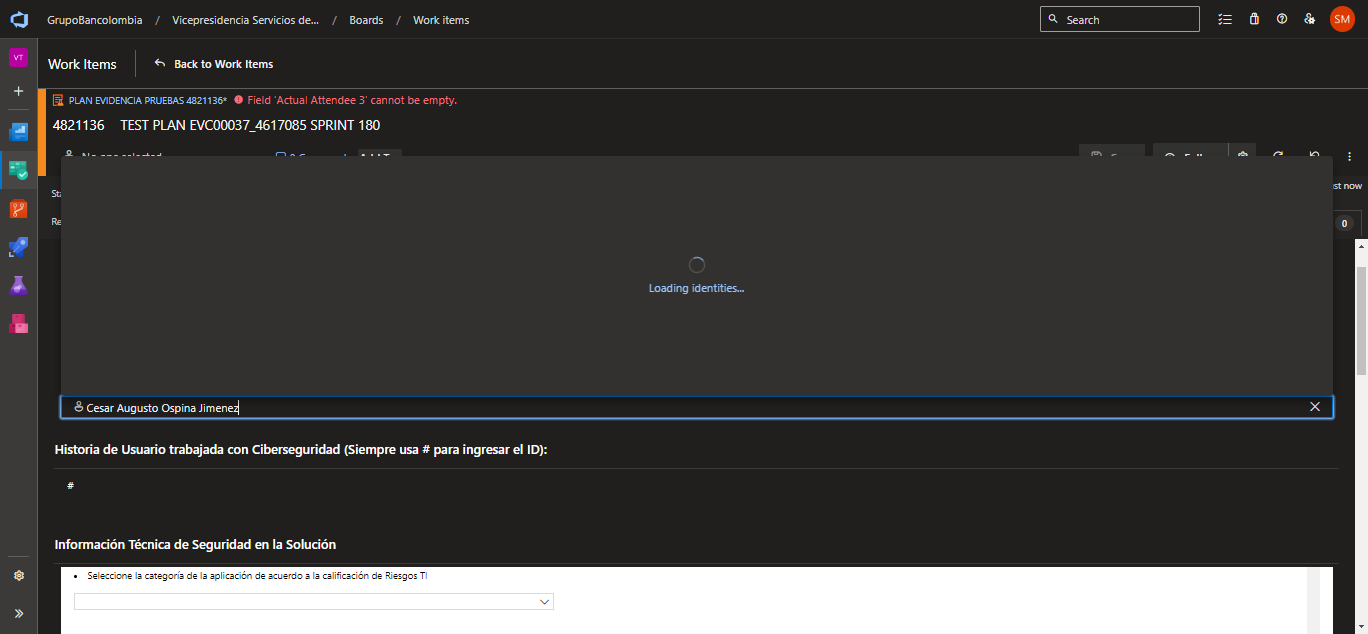 GrupoBancolombia / Vicepresidencia Servicios de... / Boards / Work items
Search
SM
VT
Work Items
Back to Work Items
PLAN EVIDENCIA PRUEBAS 4821136* Field 'Actual Attendee 3' cannot be empty.
4821136 TEST PLAN EVC00037_4617085 SPRINT 180
No one selected
st now
0
Loading identities...
Cesar Augusto Ospina Jimenez
Historia de Usuario trabajada con Ciberseguridad (Siempre usa # para ingresar el ID):
#
Información Técnica de Seguridad en la Solución
• Seleccione la categoría de la aplicación de acuerdo a la calificación de Riesgos TI